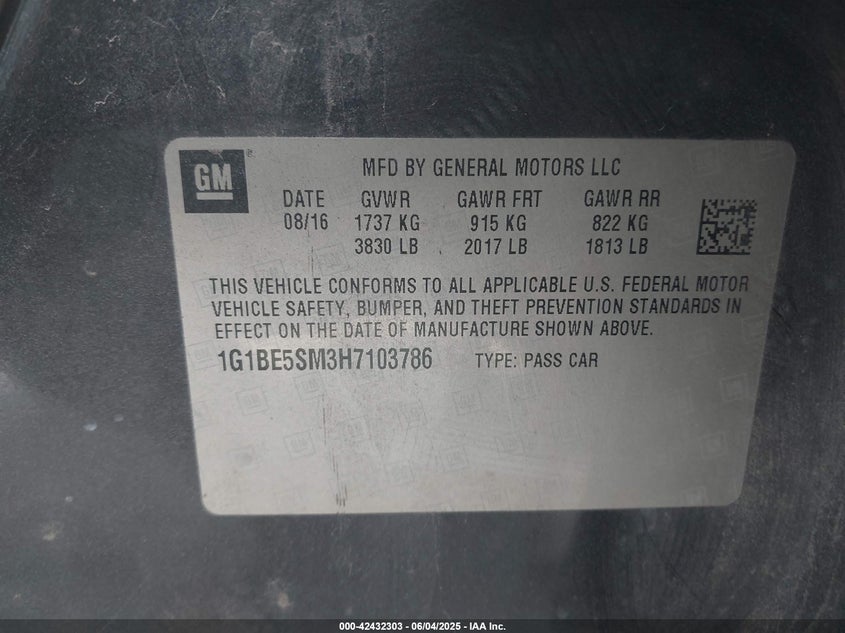 GM
MFD BY GENERAL MOTORS LLC
DATE GVWR GAWR FRT GAWR RR
08/16 1737 KG 915 KG 822 KG
3830 LB 2017 LB 1813 LB
THIS VEHICLE CONFORMS TO ALL APPLICABLE U.S. FEDERAL MOTOR
VEHICLE SAFETY, BUMPER, AND THEFT PREVENTION STANDARDS IN
EFFECT ON THE DATE OF MANUFACTURE SHOWN ABOVE.
1G1BE5SM3H7103786 TYPE: PASS CAR
000-42432303 - 06/04/2025 - IAA Inc.